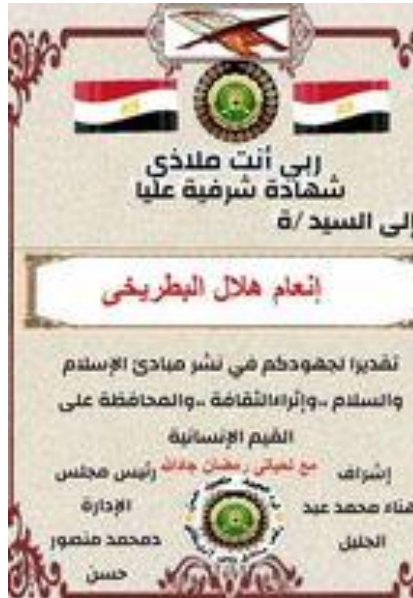 ربي أنت ملاذي
شهادة شرفية عليا
إلى السيد /ة
إنعام هلال البطريخى
تقديرا لجهودكم في نشر مبادئ الإسلام
والسلام ..وإثراءالثقافة ..والمحافظة على
القيم الإنسانية
مع تحياتى رمضان جادالله
إشراف
هناء محمد عبد
الجليل
رئيس مجلس
الإدارة
دمحمد منصور
حسن